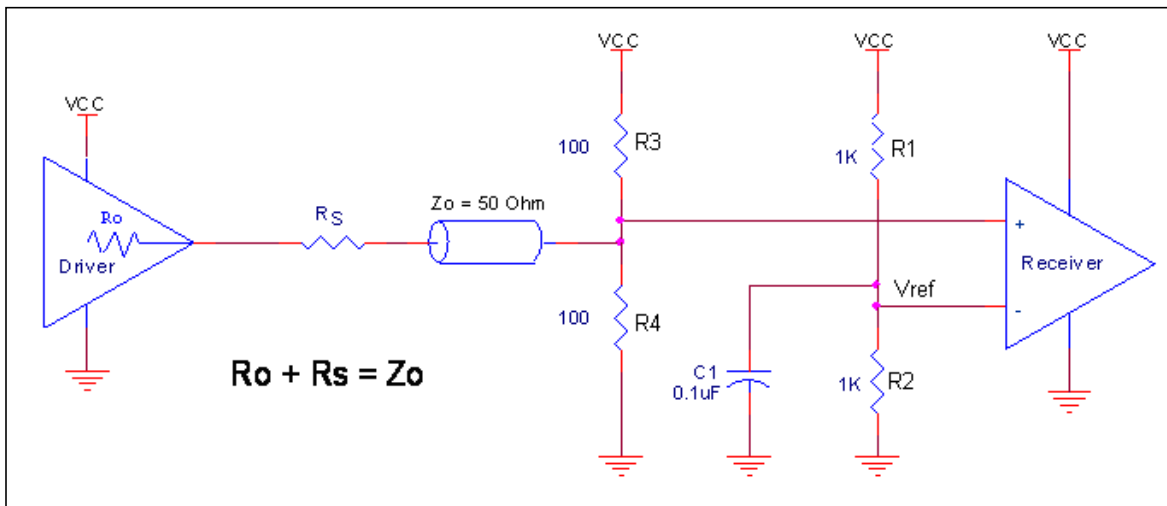 VCC
VCC
VCC
VCC
100
R3
1K
R1
Zo = 50 Ohm
Ro
RS
+
Driver
Receiver
Vref
-
100
R4
Ro + Rs = Zo
C1
0.1uF
1K
R2